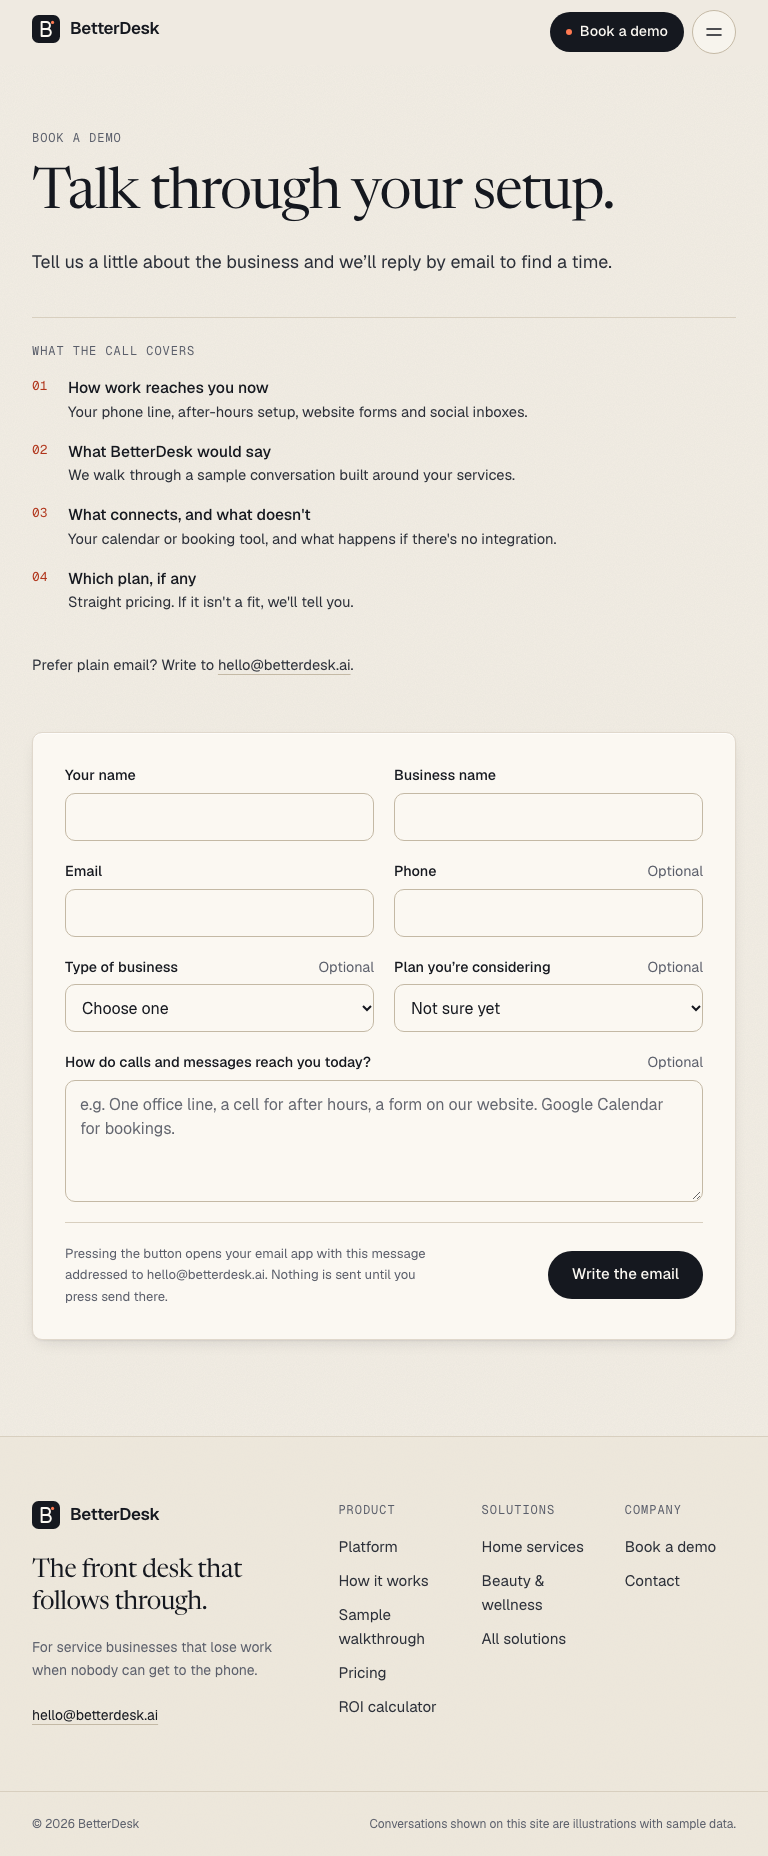 BetterDesk
Book a demo
BOOK A DEMO
Talk through your setup.
Tell us a little about the business and we’ll reply by email to find a time.
WHAT THE CALL COVERS
01 How work reaches you now
Your phone line, after-hours setup, website forms and social inboxes.
02 What BetterDesk would say
We walk through a sample conversation built around your services.
03 What connects, and what doesn't
Your calendar or booking tool, and what happens if there's no integration.
04 Which plan, if any
Straight pricing. If it isn't a fit, we'll tell you.
Prefer plain email? Write to hello@betterdesk.ai.
Your name
Business name
Email
Phone Optional
Type of business Optional
Plan you’re considering Optional
Choose one
Not sure yet
How do calls and messages reach you today? Optional
e.g. One office line, a cell for after hours, a form on our website. Google Calendar
for bookings.
Pressing the button opens your email app with this message
addressed to hello@betterdesk.ai. Nothing is sent until you
press send there.
Write the email
BetterDesk
The front desk that
follows through.
For service businesses that lose work
when nobody can get to the phone.
hello@betterdesk.ai
PRODUCT
Platform
How it works
Sample
walkthrough
Pricing
ROI calculator
SOLUTIONS
Home services
Beauty &
wellness
All solutions
COMPANY
Book a demo
Contact
© 2026 BetterDesk
Conversations shown on this site are illustrations with sample data.